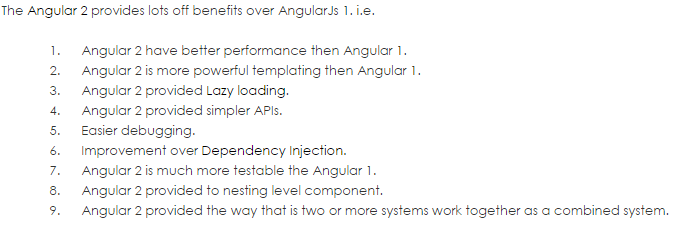 The Angular 2 provides lots off benefits over AngularJs 1. i.e.
1. Angular 2 have better performance then Angular 1.
2. Angular 2 is more powerful templating then Angular 1.
3. Angular 2 provided Lazy loading.
4. Angular 2 provided simpler APIs.
5. Easier debugging.
6. Improvement over Dependency Injection.
7. Angular 2 is much more testable the Angular 1.
8. Angular 2 provided to nesting level component.
9. Angular 2 provided the way that is two or more systems work together as a combined system.